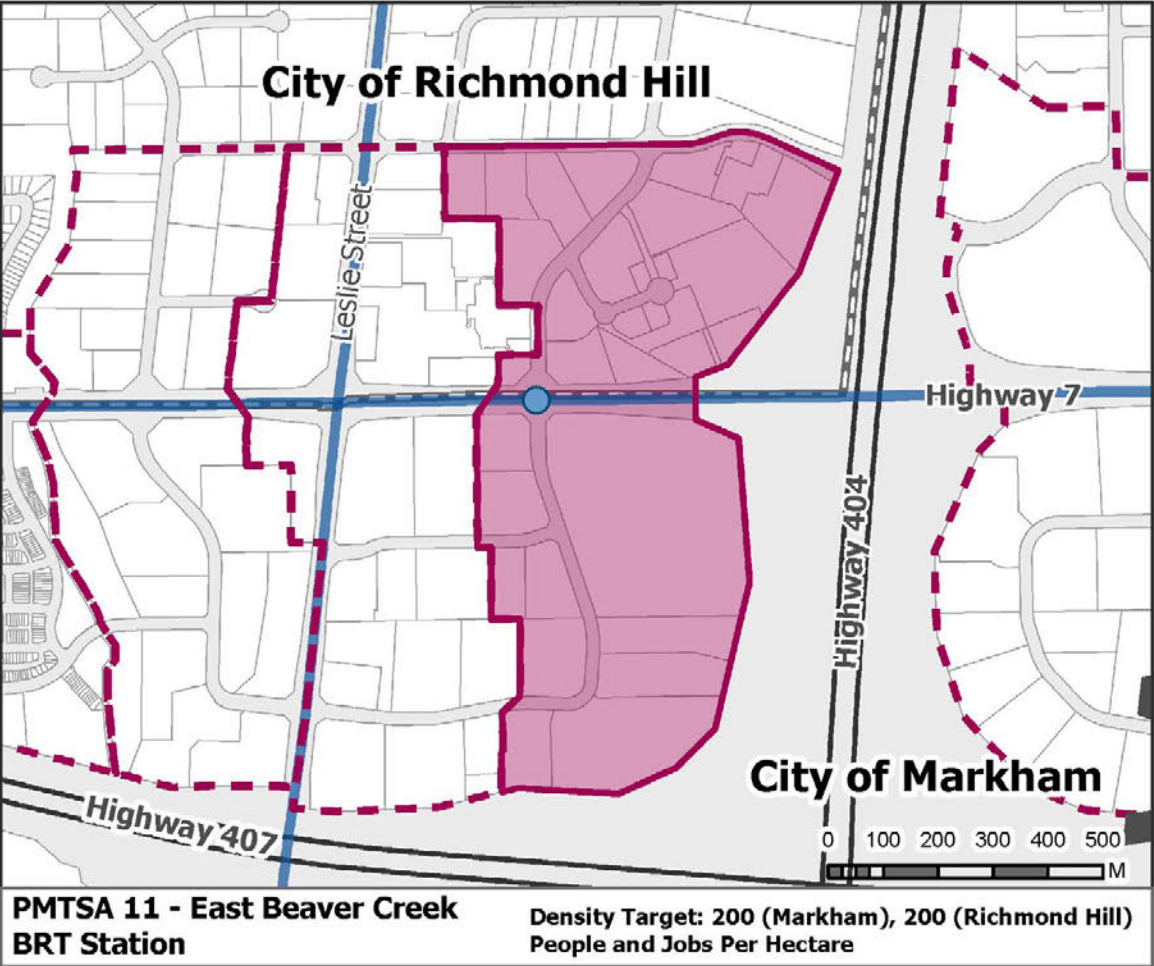 City of Richmond Hill
Leslie Street
Highway 7
Highway 404
City of Markham
Highway 407
0 100 200 300 400 500
M
PMTSA 11 - East Beaver Creek
BRT Station
Density Target: 200 (Markham), 200 (Richmond Hill)
People and Jobs Per Hectare